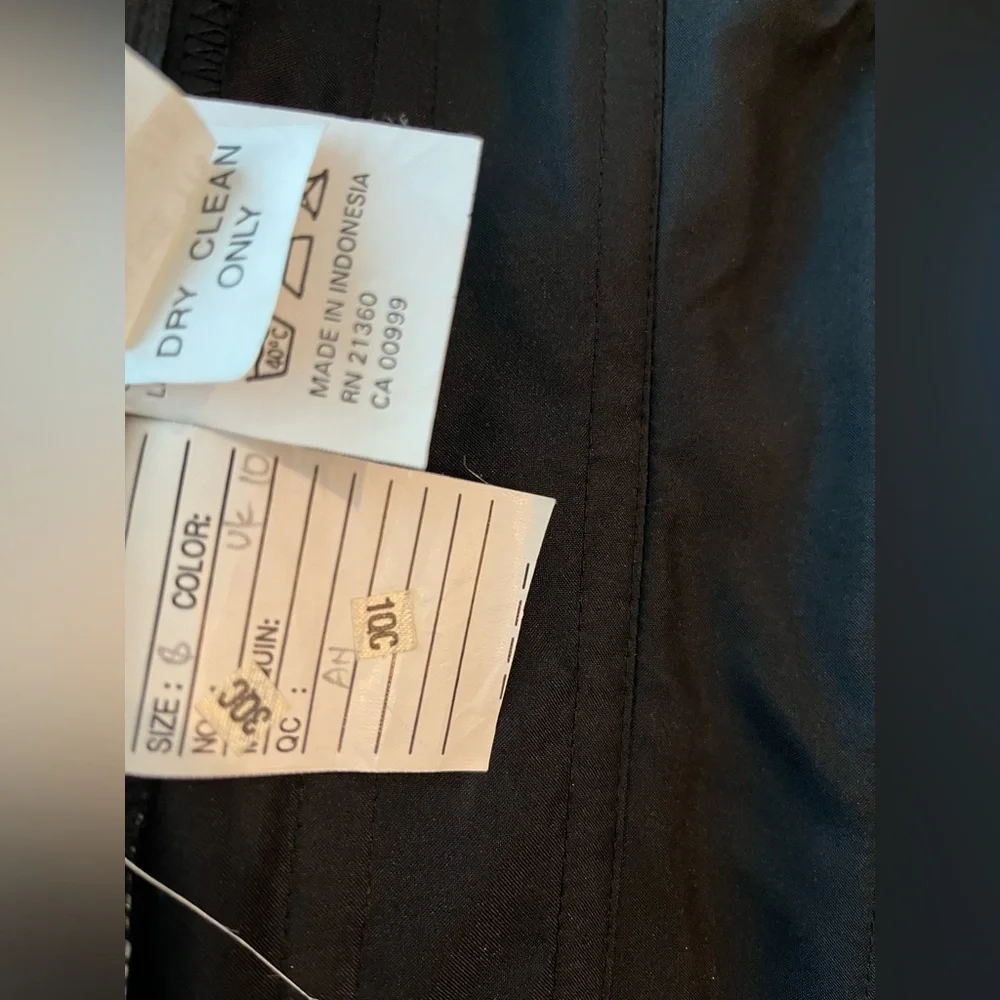 DRY CLEAN
ONLY
40°C
MADE IN INDONESIA
RN 21360
CA 00999
SIZE : 8 COLOR:
UK 10
QC :
AH
30C
10C